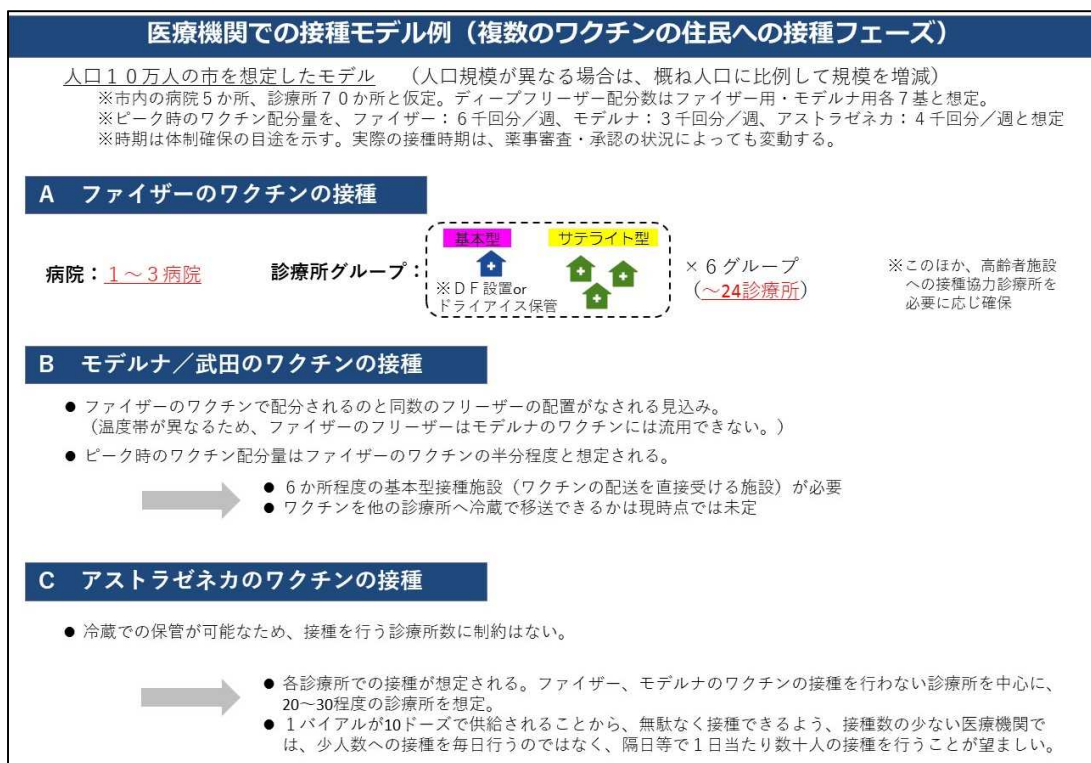 医療機関での接種モデル例（複数のワクチンの住民への接種フェーズ）
人口１０万人の市を想定したモデル　（人口規模が異なる場合は、概ね人口に比例して規模を増減）
※市内の病院５か所、診療所７０か所と仮定。ディープフリーザー配分数はファイザー用・モデルナ用各７基と想定。
※ピーク時のワクチン配分量を、ファイザー：６千回分／週、モデルナ：３千回分／週、アストラゼネカ：４千回分／週と想定
※時期は体制確保の目途を示す。実際の接種時期は、薬事審査・承認の状況によっても変動する。
A　ファイザーのワクチンの接種
病院：１～３病院
診療所グループ：
基本型
※ＤＦ設置or
ドライアイス保管
サテライト型
×６グループ
（～24診療所）
※このほか、高齢者施設
への接種協力診療所を
必要に応じ確保
B　モデルナ／武田のワクチンの接種
● ファイザーのワクチンで配分されるのと同数のフリーザーの配置がなされる見込み。
（温度帯が異なるため、ファイザーのフリーザーはモデルナのワクチンには流用できない。）
● ピーク時のワクチン配分量はファイザーのワクチンの半分程度と想定される。
● ６か所程度の基本型接種施設（ワクチンの配送を直接受ける施設）が必要
● ワクチンを他の診療所へ冷蔵で移送できるかは現時点では未定
C　アストラゼネカのワクチンの接種
● 冷蔵での保管が可能なため、接種を行う診療所数に制約はない。
● 各診療所での接種が想定される。ファイザー、モデルナのワクチンの接種を行わない診療所を中心に、
20～30程度の診療所を想定。
● １バイアルが10ドーズで供給されることから、無駄なく接種できるよう、接種数の少ない医療機関で
は、少人数への接種を毎日行うのではなく、隔日等で１日当たり数十人の接種を行うことが望ましい。